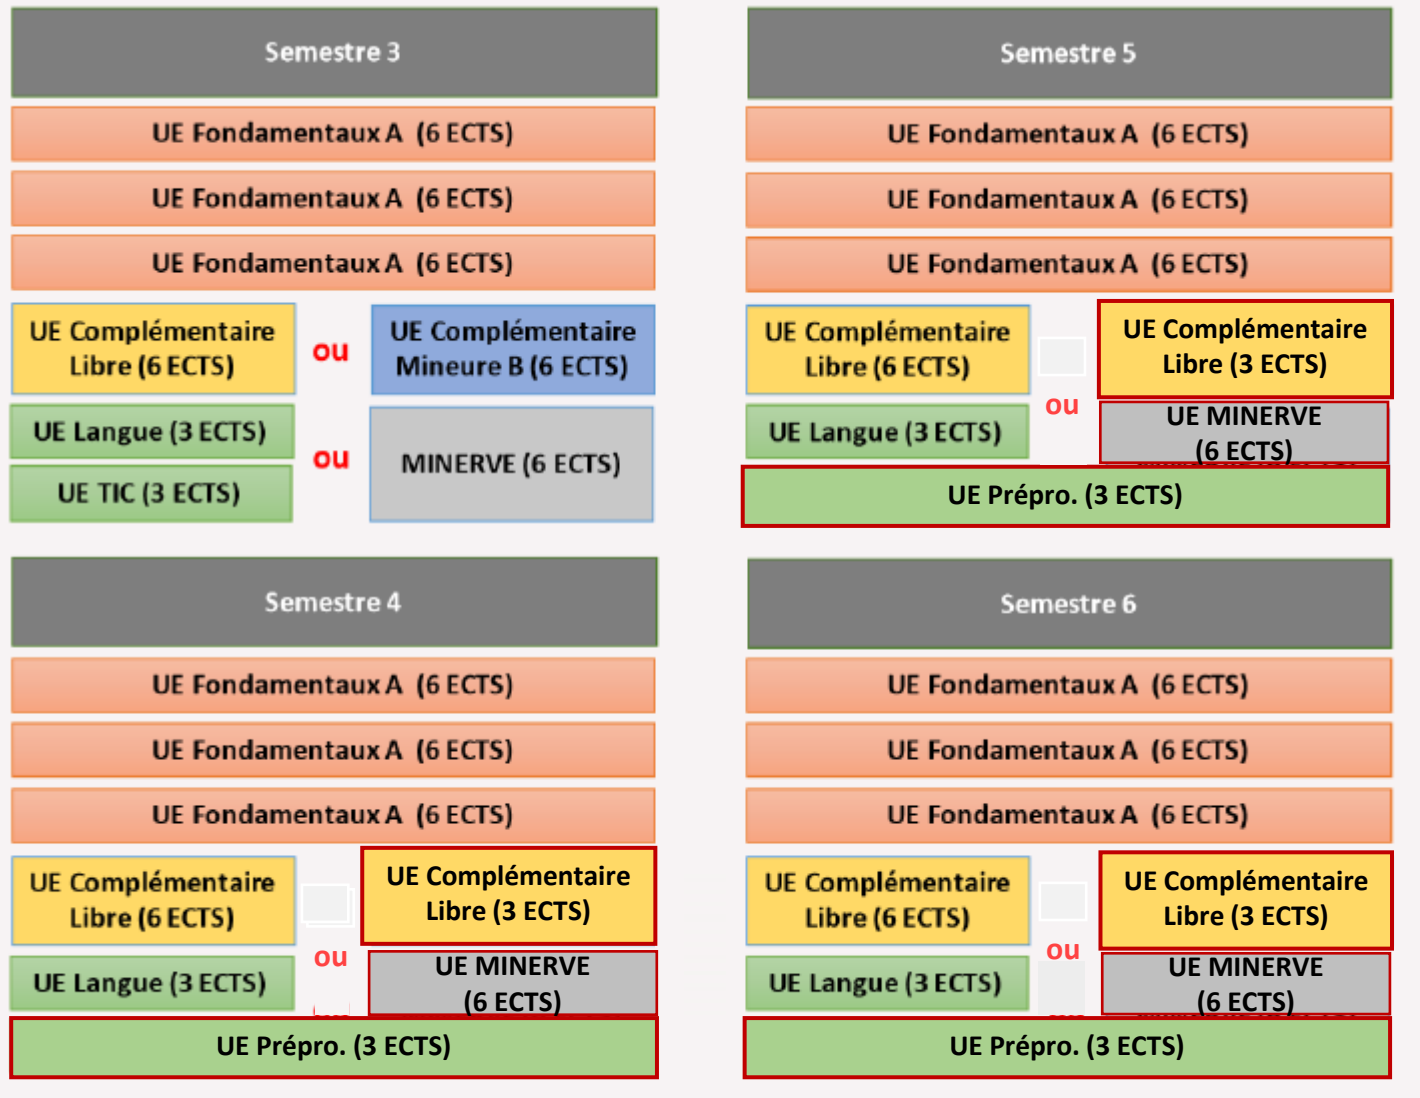 Semestre 3
UE Fondamentaux A (6 ECTS)
UE Fondamentaux A (6 ECTS)
UE Fondamentaux A (6 ECTS)
UE Complémentaire
Libre (6 ECTS)
ou
UE Complémentaire
Mineure B (6 ECTS)
UE Langue (3 ECTS)
UE TIC (3 ECTS)
ou
MINERVE (6 ECTS)
Semestre 5
UE Fondamentaux A (6 ECTS)
UE Fondamentaux A (6 ECTS)
UE Fondamentaux A (6 ECTS)
UE Complémentaire
Libre (6 ECTS)
UE Langue (3 ECTS)
ou
UE Complémentaire
Libre (3 ECTS)
UE MINERVE
(6 ECTS)
UE Prépro. (3 ECTS)
Semestre 4
UE Fondamentaux A (6 ECTS)
UE Fondamentaux A (6 ECTS)
UE Fondamentaux A (6 ECTS)
UE Complémentaire
Libre (6 ECTS)
UE Langue (3 ECTS)
ou
UE Complémentaire
Libre (3 ECTS)
UE MINERVE
(6 ECTS)
UE Prépro. (3 ECTS)
Semestre 6
UE Fondamentaux A (6 ECTS)
UE Fondamentaux A (6 ECTS)
UE Fondamentaux A (6 ECTS)
UE Complémentaire
Libre (6 ECTS)
UE Langue (3 ECTS)
ou
UE Complémentaire
Libre (3 ECTS)
UE MINERVE
(6 ECTS)
UE Prépro. (3 ECTS)